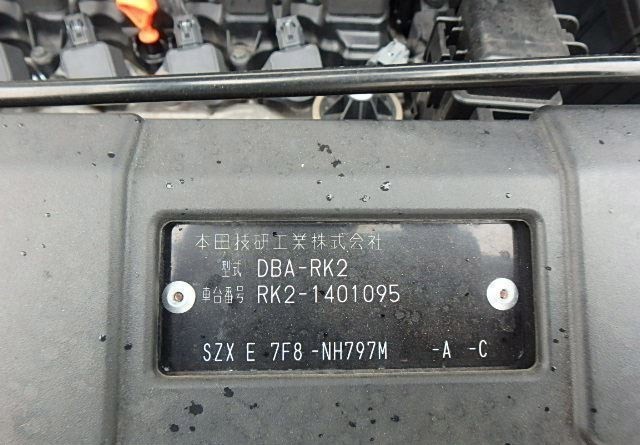 本田技研工業株式会社
型式 DBA-RK2
車台番号 RK2-1401095
SZX E 7F8 -NH797M -A -C